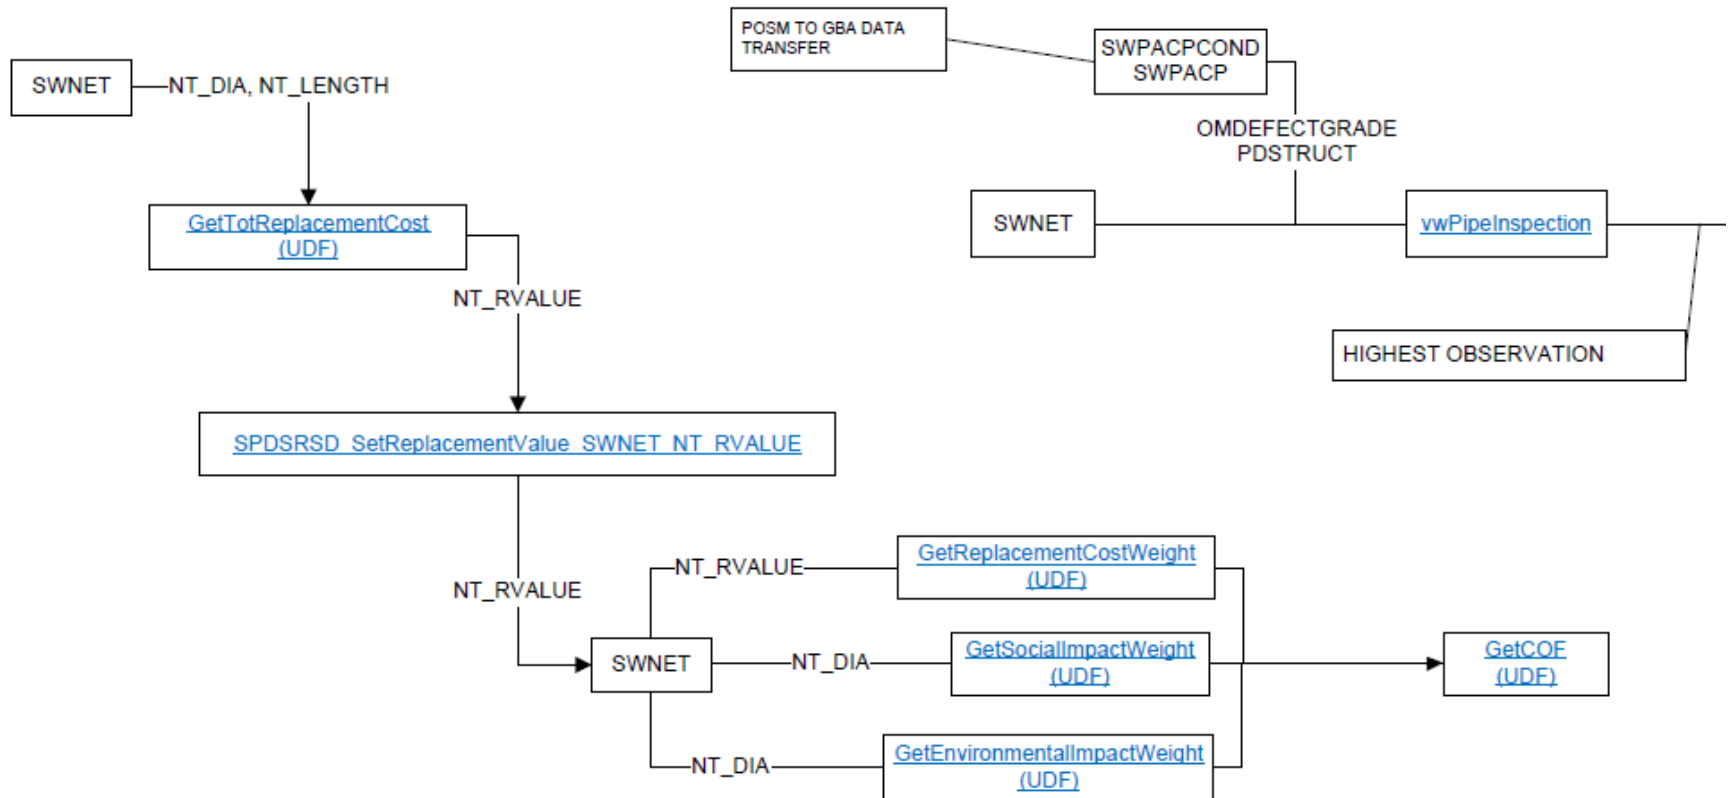 POSM TO GBA DATA
TRANSFER
SWPACPCOND
SWPACP
SWNET
NT_DIA, NT_LENGTH
OMDEFECTGRADE
PDSTRUCT
GetTotReplacementCost
(UDF)
SWNET
vwPipeInspection
NT_RVALUE
HIGHEST OBSERVATION
SPDSRSD_SetReplacementValue_SWNET_NT_RVALUE
NT_RVALUE
NT_RVALUE
GetReplacementCostWeight
(UDF)
SWNET
NT_DIA
GetSocialImpactWeight
(UDF)
GetCOF
(UDF)
NT_DIA
GetEnvironmentalImpactWeight
(UDF)